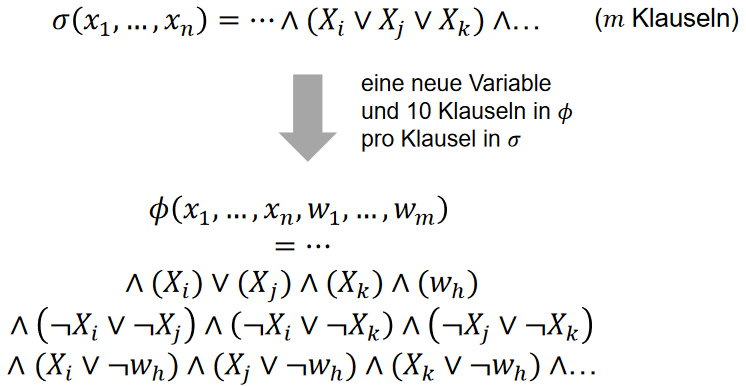 σ(x₁, ..., xₙ) = ⋯ ∧ (Xᵢ ∨ Xⱼ ∨ Xₖ) ∧... (m Klauseln)
eine neue Variable
und 10 Klauseln in ϕ
pro Klausel in σ
ϕ(x₁, ..., xₙ, w₁, ..., wₘ)
= ⋯
∧ (Xᵢ) ∨ (Xⱼ) ∧ (Xₖ) ∧ (wₕ)
∧ (¬Xᵢ ∨ ¬Xⱼ) ∧ (¬Xᵢ ∨ ¬Xₖ) ∧ (¬Xⱼ ∨ ¬Xₖ)
∧ (Xᵢ ∨ ¬wₕ) ∧ (Xⱼ ∨ ¬wₕ) ∧ (Xₖ ∨ ¬wₕ) ∧...